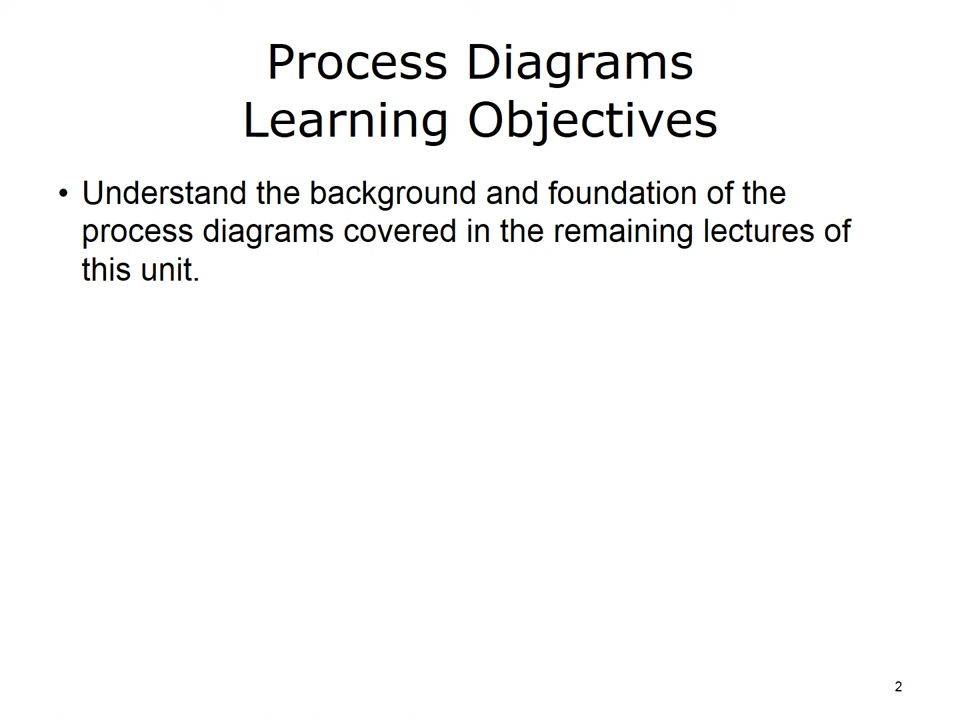 Process Diagrams
Learning Objectives
• Understand the background and foundation of the
process diagrams covered in the remaining lectures of
this unit.
2